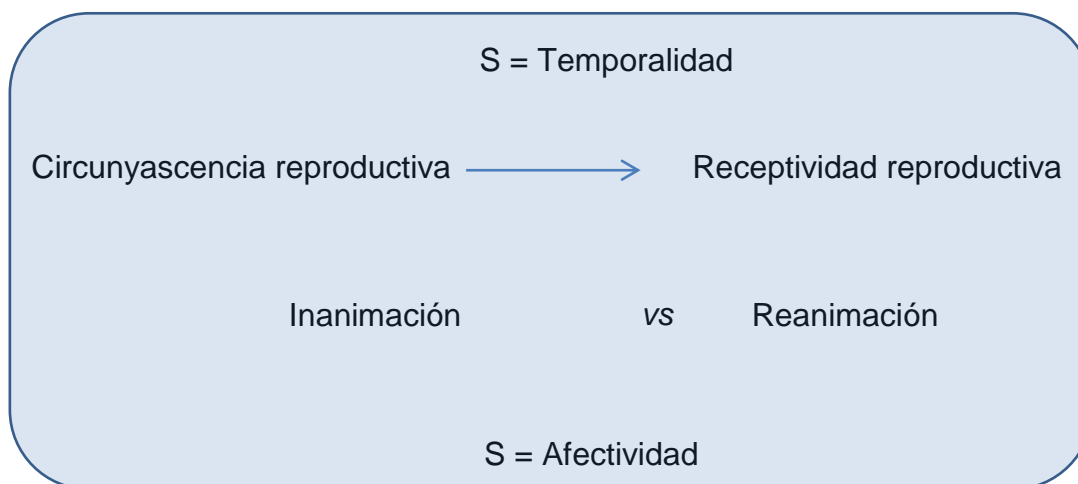 S = Temporalidad
Circunyascencia reproductiva Receptividad reproductiva
Inanimación vs Reanimación
S = Afectividad